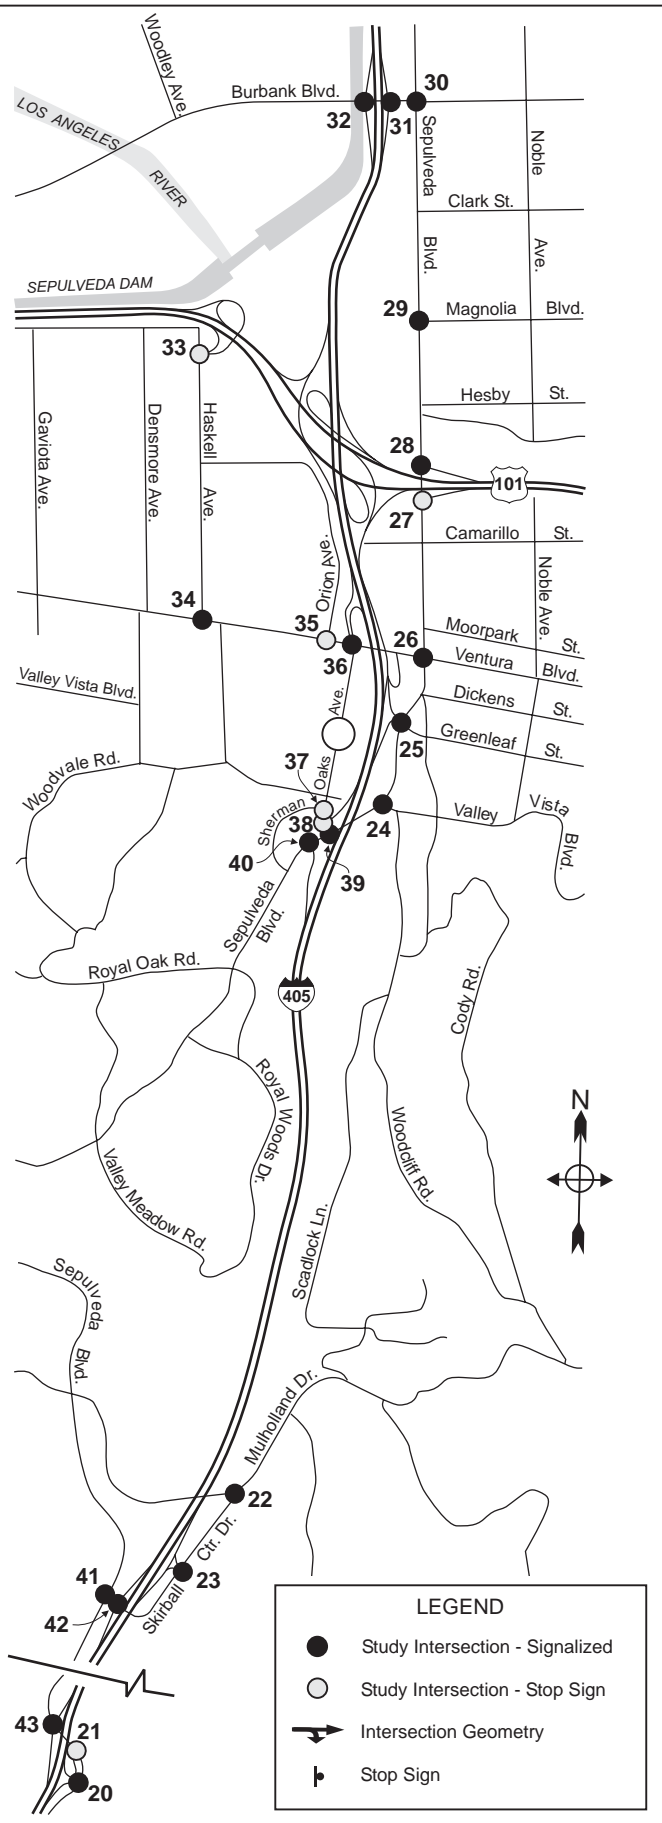 Woodley Ave.
Burbank Blvd.
30
32
31
LOS ANGELES
RIVER
Sepulveda
Blvd.
Noble
Ave.
Clark St.
SEPULVEDA DAM
29
Magnolia Blvd.
33
Hesby St.
Gaviota Ave.
Densmore Ave.
Haskell
Ave.
28
101
27
Camarillo St.
Orion Ave.
Noble Ave.
34
35
36
26
Moorpark St.
Ventura Blvd.
Valley Vista Blvd.
Dickens St.
Ave.
Oaks
Sherman
25
Greenleaf St.
Woodvale Rd.
37
38
24
Valley Vista
Blvd.
40
39
Sepulveda
Blvd.
Royal Oak Rd.
405
Cody Rd.
Royal Woods Dr.
Woodcliff Rd.
N
Valley Meadow Rd.
Scadlock Ln.
Sepulveda
Blvd.
Mulholland Dr.
22
Skirball Ctr. Dr.
23
41
42
43
21
20
LEGEND
Study Intersection - Signalized
Study Intersection - Stop Sign
Intersection Geometry
Stop Sign